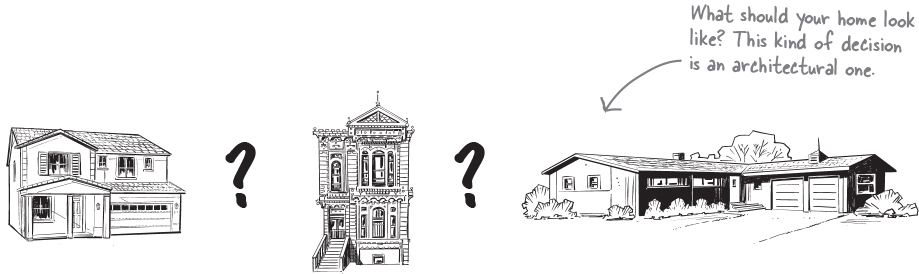 What should your home look
like? This kind of decision
is an architectural one.
? ?